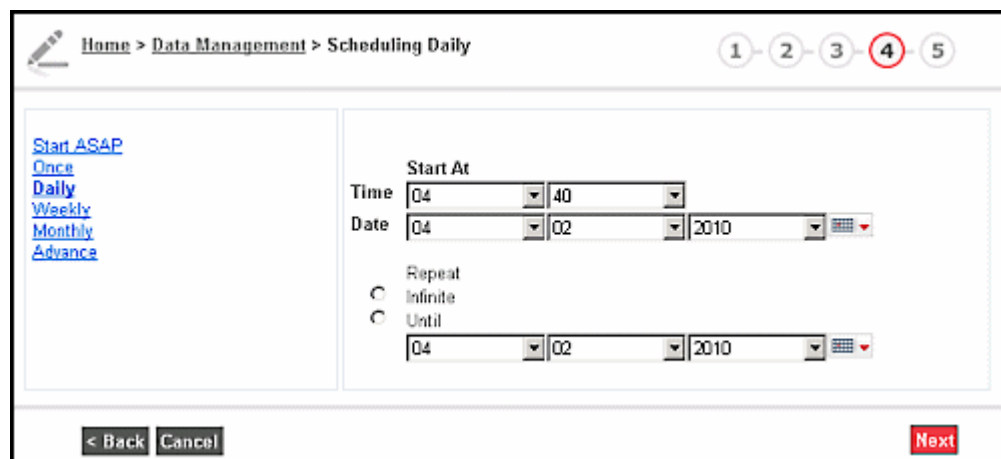 Home > Data Management > Scheduling Daily
1 - 2 - 3 - 4 - 5
Start ASAP
Once
Daily
Weekly
Monthly
Advance
Start At
Time 04 40
Date 04 02 2010
Repeat
Infinite
Until
04 02 2010
< Back Cancel
Next